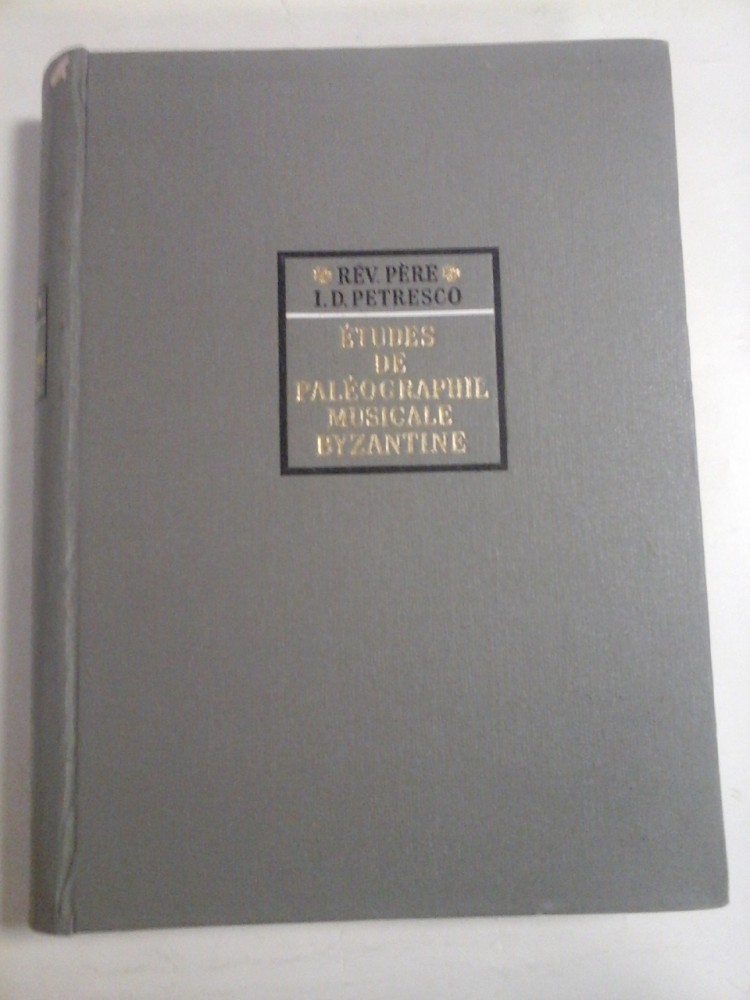 RÉV. PÈRE
I. D. PETRESCO
ÉTUDES
DE
PALÉOGRAPHIE
MUSICALE
BYZANTINE